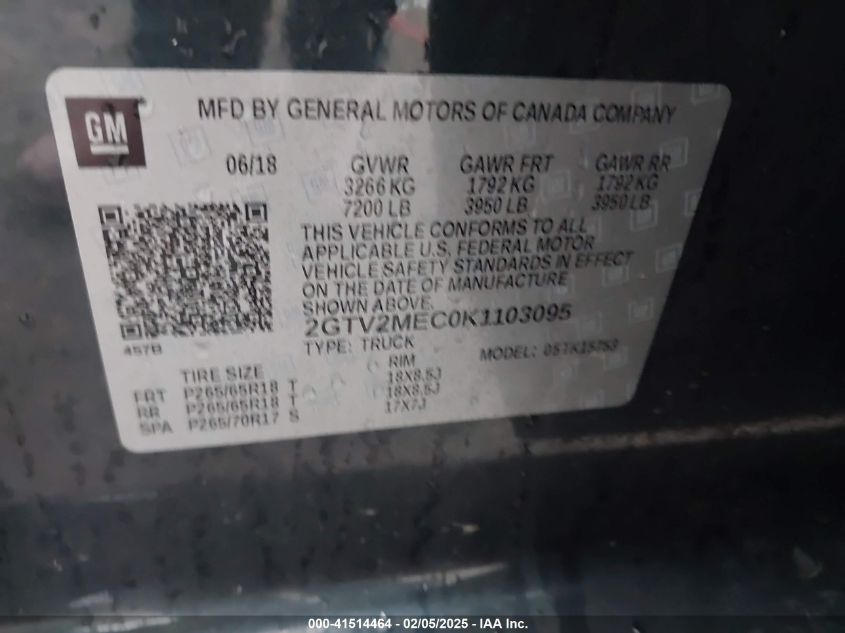 GM
MFD BY GENERAL MOTORS OF CANADA COMPANY
06/18 GVWR GAWR FRT GAWR RR
3266 KG 1792 KG 1792 KG
7200 LB 3950 LB 3950 LB
THIS VEHICLE CONFORMS TO ALL
APPLICABLE U.S. FEDERAL MOTOR
VEHICLE SAFETY STANDARDS IN EFFECT
ON THE DATE OF MANUFACTURE
SHOWN ABOVE.
2GTV2MEC0K1103095
457B
TYPE: TRUCK MODEL:
TIRE SIZE RIM
FRT P265/65R18 T 18X8.5J
RR P265/65R18 T 18X8.5J
SPA P265/70R17 S 17X7J
000-41514464 / 02/05/2025 - IAA Inc.